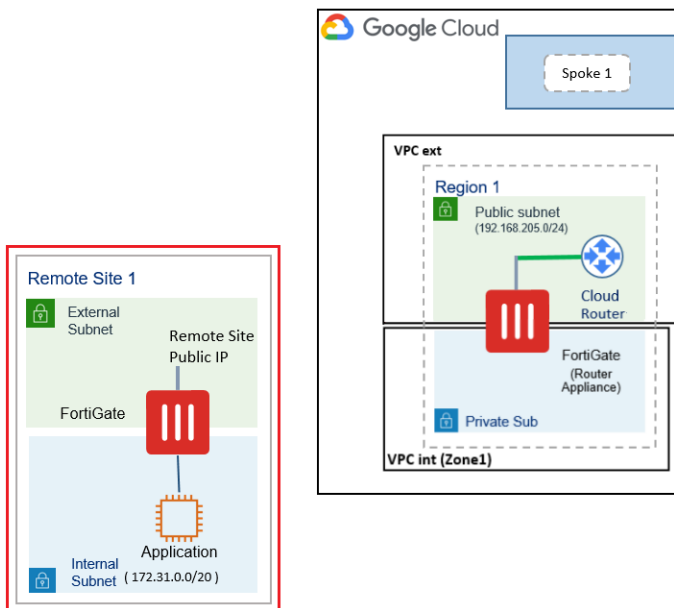 Google Cloud
Spoke 1
VPC ext
Region 1
Public subnet
(192.168.205.0/24)
Cloud
Router
FortiGate
(Router
Appliance)
Private Sub
VPC int (Zone1)
Remote Site 1
External
Subnet
Remote Site
Public IP
FortiGate
Application
Internal
Subnet
( 172.31.0.0/20 )